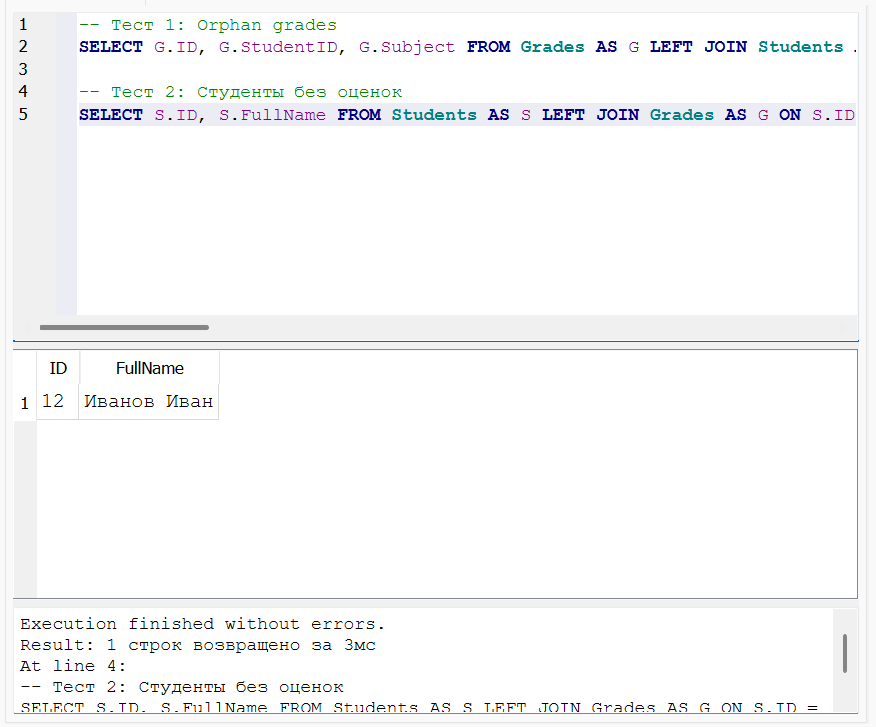 1 -- Тест 1: Orphan grades
2 SELECT G.ID, G.StudentID, G.Subject FROM Grades AS G LEFT JOIN Students
3
4 -- Тест 2: Студенты без оценок
5 SELECT S.ID, S.FullName FROM Students AS S LEFT JOIN Grades AS G ON S.ID
ID FullName
1 12 Иванов Иван
Execution finished without errors.
Result: 1 строк возвращено за 3мс
At line 4:
-- Тест 2: Студенты без оценок
SELECT S.ID, S.FullName FROM Students AS S LEFT JOIN Grades AS G ON S.ID =